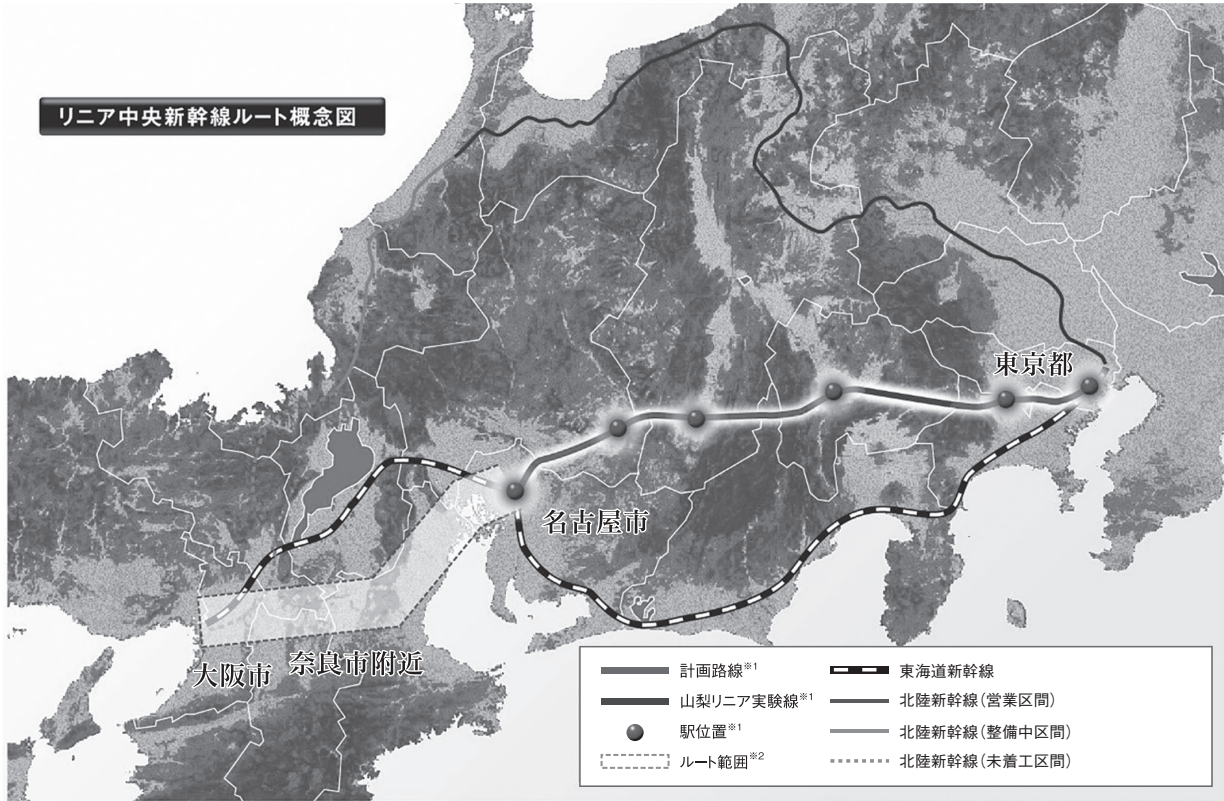 リニア中央新幹線ルート概念図
東京都
名古屋市
大阪市
奈良市附近
計画路線※1
山梨リニア実験線※1
駅位置※1
ルート範囲※2
東海道新幹線
北陸新幹線(営業区間)
北陸新幹線(整備中区間)
北陸新幹線(未着工区間)